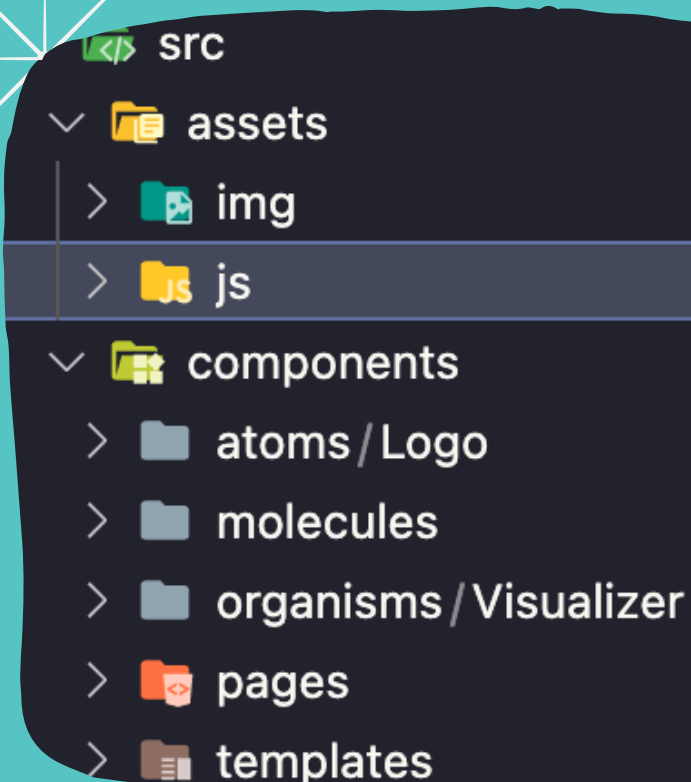 src
assets
img
js
components
atoms/Logo
molecules
organisms/Visualizer
pages
templates